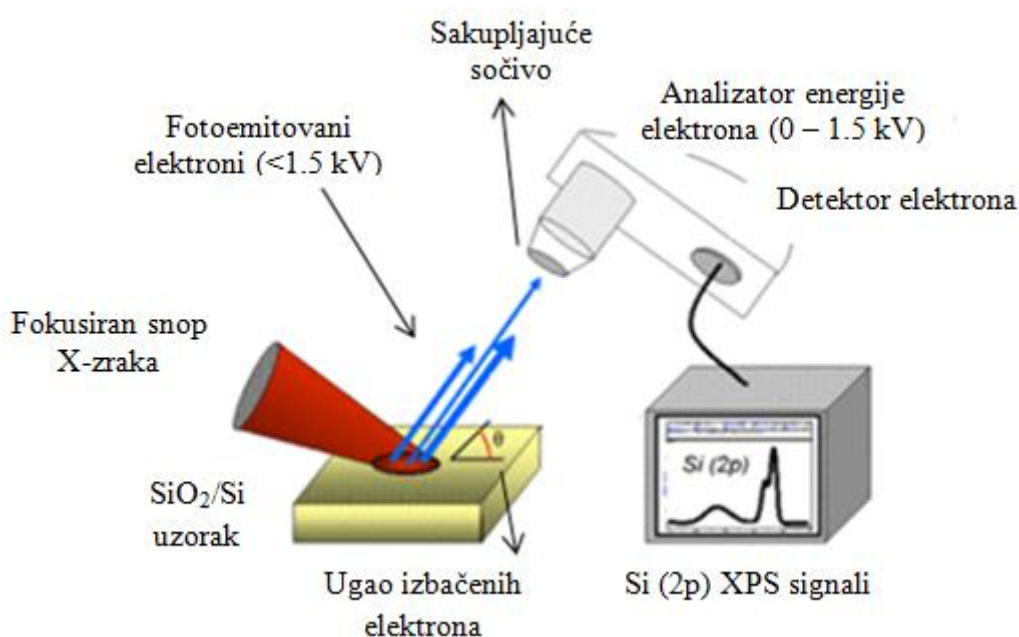 Sakupljajuće
sočivo
Analizator energije
elektrona (0 – 1.5 kV)
Fotoemitovani
elektroni (<1.5 kV)
Detektor elektrona
Fokusiran snop
X-zraka
θ
Si (2p)
SiO₂/Si
uzorak
Ugao izbačenih
elektrona
Si (2p) XPS signali